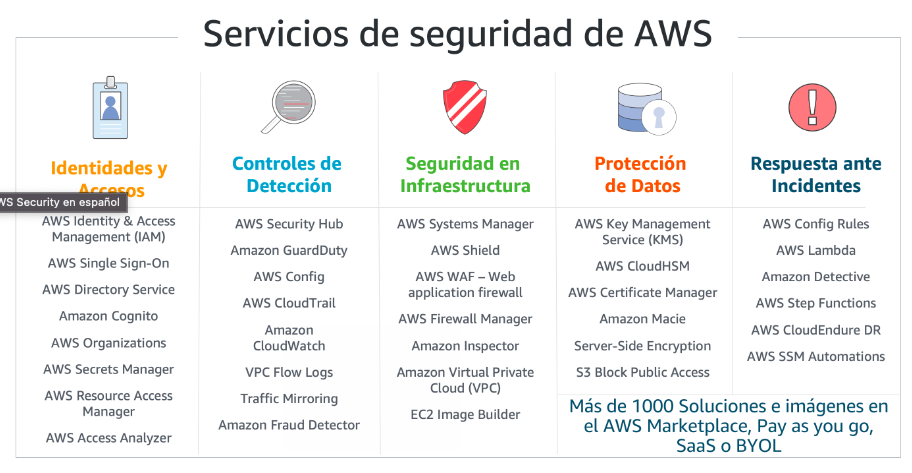 Servicios de seguridad de AWS
Identidades y
Accesos
WS Security en español
AWS Identity & Access
Management (IAM)
AWS Single Sign-On
AWS Directory Service
Amazon Cognito
AWS Organizations
AWS Secrets Manager
AWS Resource Access
Manager
AWS Access Analyzer
Controles de
Detección
AWS Security Hub
Amazon GuardDuty
AWS Config
AWS CloudTrail
Amazon
CloudWatch
VPC Flow Logs
Traffic Mirroring
Amazon Fraud Detector
Seguridad en
Infraestructura
AWS Systems Manager
AWS Shield
AWS WAF – Web
application firewall
AWS Firewall Manager
Amazon Inspector
Amazon Virtual Private
Cloud (VPC)
EC2 Image Builder
Protección
de Datos
AWS Key Management
Service (KMS)
AWS CloudHSM
AWS Certificate Manager
Amazon Macie
Server-Side Encryption
S3 Block Public Access
Respuesta ante
Incidentes
AWS Config Rules
AWS Lambda
Amazon Detective
AWS Step Functions
AWS CloudEndure DR
AWS SSM Automations
Más de 1000 Soluciones e imágenes en
el AWS Marketplace, Pay as you go,
SaaS o BYOL